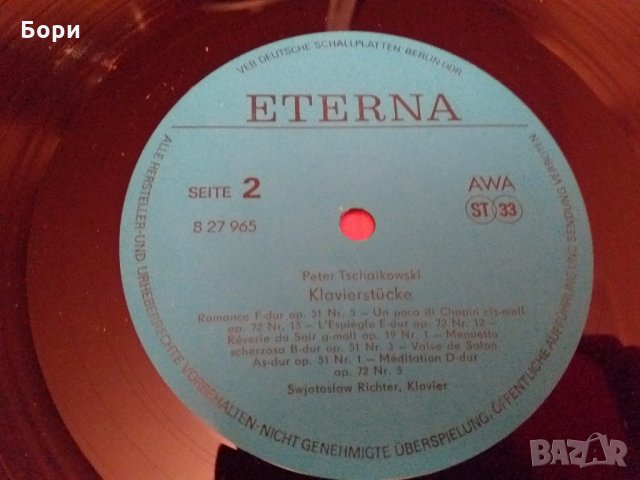 Бори
VEB DEUTSCHE SCHALLPLATTEN BERLIN DDR
ETERNA
SEITE 2
8 27 965
AWA
ST 33
Peter Tschaikowski
Klavierstücke
Romance F-dur op. 51 Nr. 5 – Un poco di Chopin cis-moll
op. 72 Nr. 15 – L'Espiègle E-dur op. 72 Nr. 12 –
Rêverie du Soir g-moll op. 19 Nr. 1 – Menuetto
scherzoso B-dur op. 51 Nr. 3 – Valse de Salon
As-dur op. 51 Nr. 1 – Méditation D-dur
op. 72 Nr. 5
Swjatoslaw Richter, Klavier
ALLE HERSTELLER-UND URHEBERRECHTE VORBEHALTEN·NICHT GENEHMIGTE ÜBERSPIELUNG, ÖFFENTLICHE AUFFÜHRUNG UND SENDUNG VERBOTEN
BAZAR